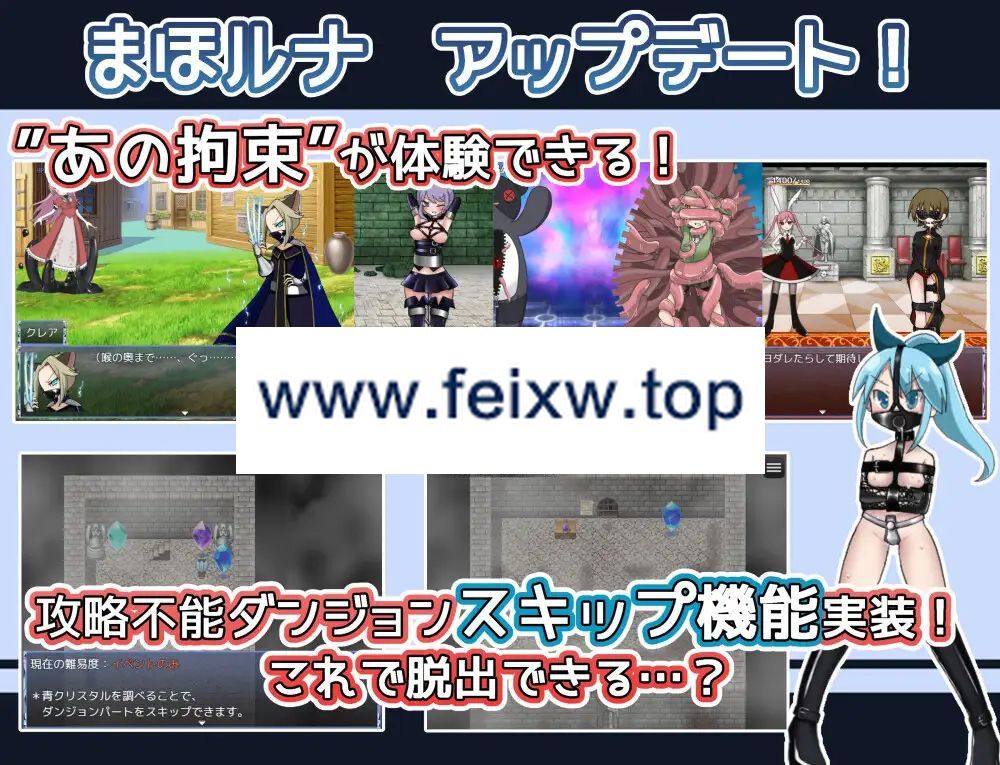 まほルナ　アップデート！
"あの拘束"が体験できる！
クレア
（喉の奥まで……、ぐっ……
ヨダレたらして期待し
www.feixw.top
攻略不能ダンジョンスキップ機能実装！
これで脱出できる…？
現在の難易度：イベントのみ
＊青クリスタルを調べることで、
ダンジョンパートをスキップできます。